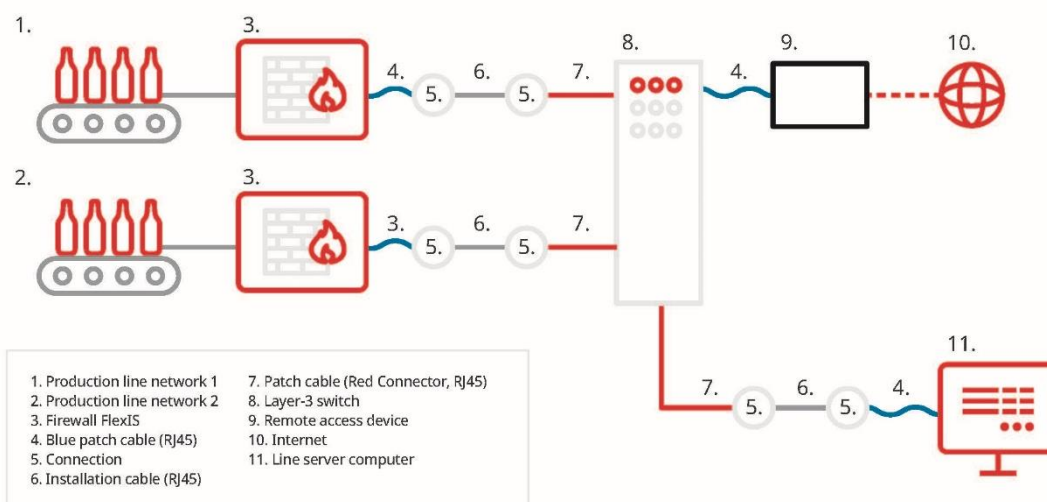 1.
3.
4.
5.
6.
5.
7.
8.
4.
9.
10.
2.
3.
3.
5.
6.
5.
7.
11.
7.
5.
6.
5.
4.
1. Production line network 1
2. Production line network 2
3. Firewall FlexIS
4. Blue patch cable (RJ45)
5. Connection
6. Installation cable (RJ45)
7. Patch cable (Red Connector, RJ45)
8. Layer-3 switch
9. Remote access device
10. Internet
11. Line server computer